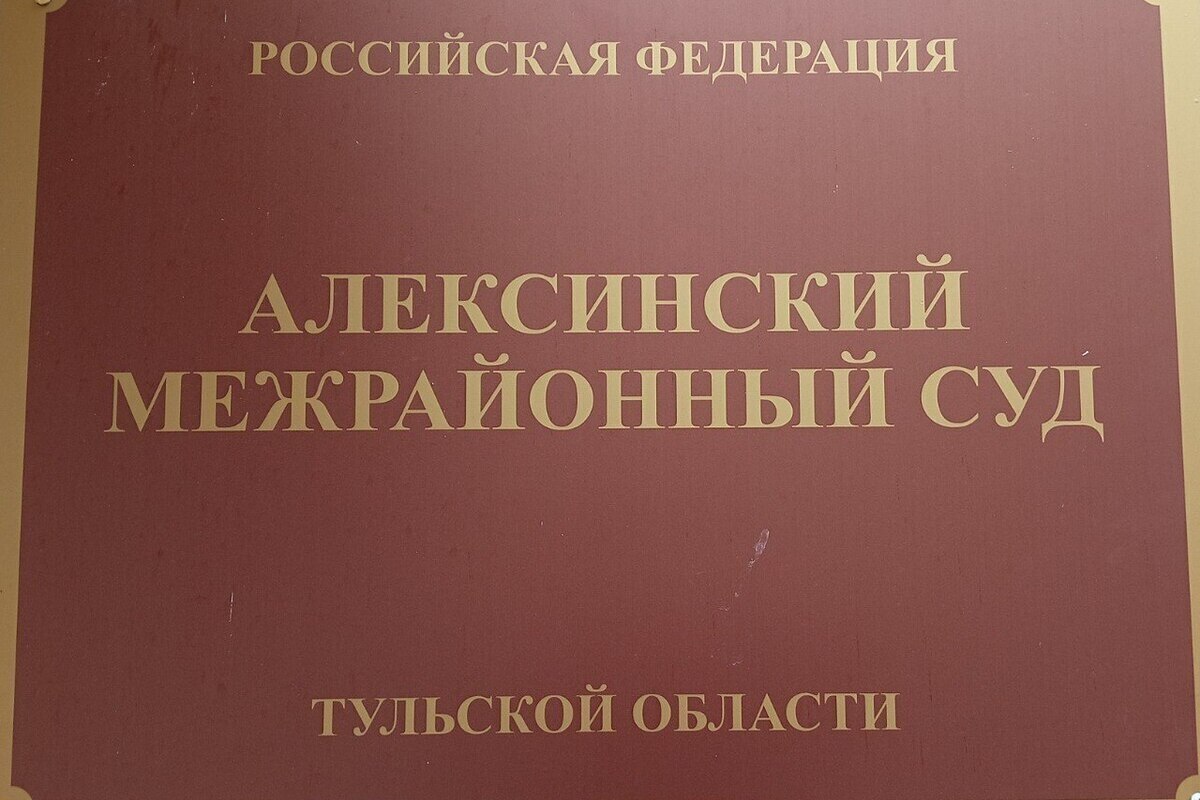 РОССИЙСКАЯ ФЕДЕРАЦИЯ
АЛЕКСИНСКИЙ
МЕЖРАЙОННЫЙ СУД
ТУЛЬСКОЙ ОБЛАСТИ